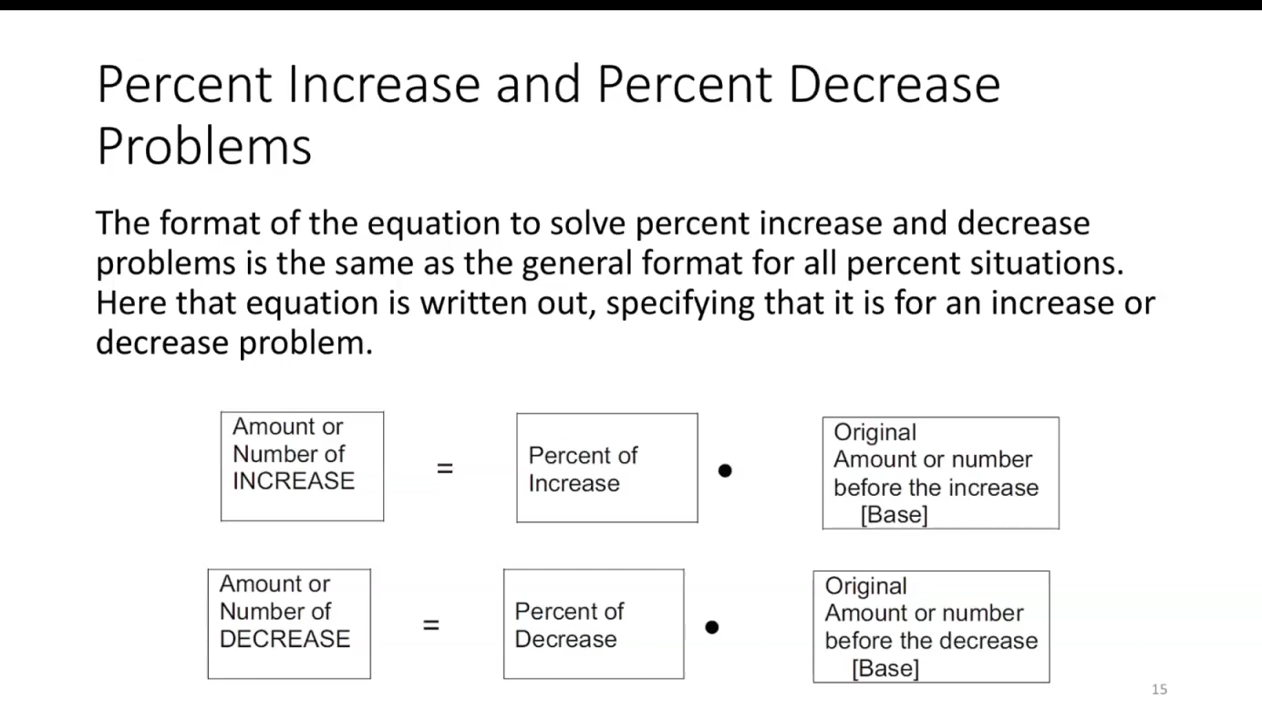 Percent Increase and Percent Decrease
Problems
The format of the equation to solve percent increase and decrease
problems is the same as the general format for all percent situations.
Here that equation is written out, specifying that it is for an increase or
decrease problem.
Amount or
Number of
INCREASE
=
Percent of
Increase
•
Original
Amount or number
before the increase
[Base]
Amount or
Number of
DECREASE
=
Percent of
Decrease
•
Original
Amount or number
before the decrease
[Base]
15